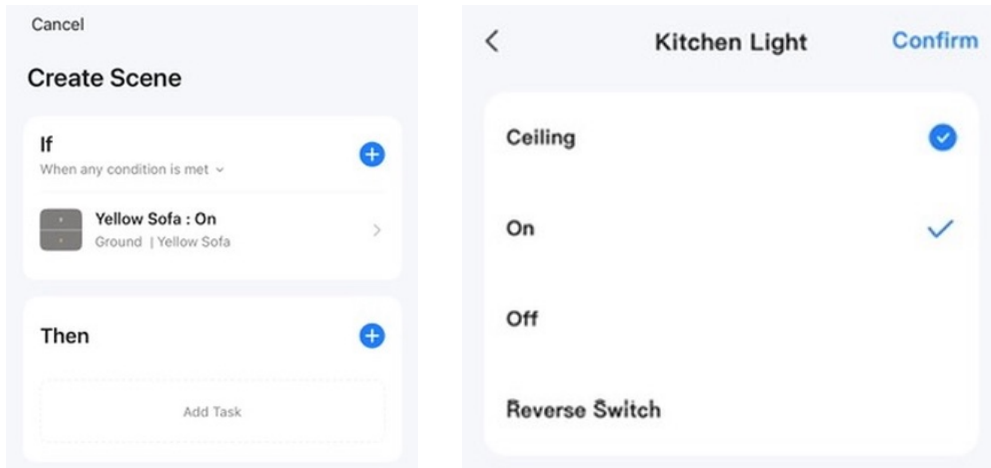 Cancel
Create Scene
If
When any condition is met
Yellow Sofa : On
Ground | Yellow Sofa
Then
Add Task
Kitchen Light
Confirm
Ceiling
On
Off
Reverse Switch